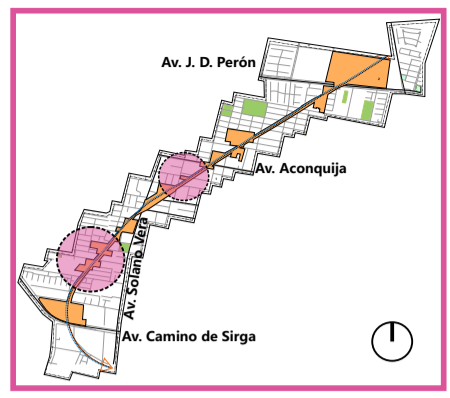 Av. J. D. Perón
Av. Aconquija
Av. Solano Vera
Av. Camino de Sirga